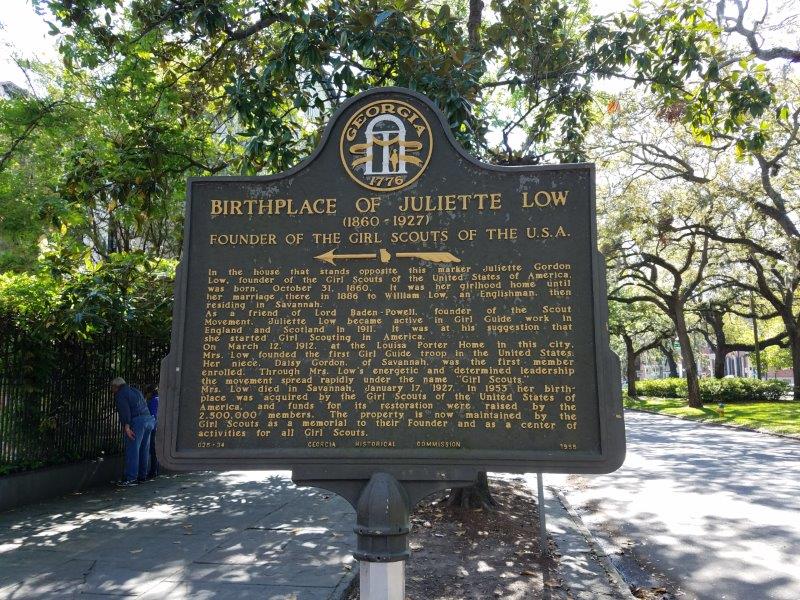 GEORGIA
1776
BIRTHPLACE OF JULIETTE LOW
(1860-1927)
FOUNDER OF THE GIRL SCOUTS OF THE U.S.A.
In the house that stands opposite this marker Juliette Gordon
Low, founder of the Girl Scouts of the United States of America,
was born, October 31, 1860. It was her girlhood home until
her marriage there in 1886 to William Low, an Englishman, then
residing in Savannah.
As a friend of Lord Baden-Powell, founder of the Scout
Movement, Juliette Low became active in Girl Guide work in
England and Scotland in 1911. It was at his suggestion that
she started Girl Scouting in America.
On March 12, 1912, at the Louisa Porter Home in this city,
Mrs. Low founded the first Girl Guide troop in the United States.
Her niece, Daisy Gordon, of Savannah, was the first member
enrolled. Through Mrs. Low's energetic and determined leadership
the movement spread rapidly under the name "Girl Scouts."
Mrs. Low died in Savannah, January 17, 1927. In 1953 her birth-
place was acquired by the Girl Scouts of the United States of
America, and funds for its restoration were raised by the
2,500,000 members. The property is now maintained by the
Girl Scouts as a memorial to their Founder and as a center of
activities for all Girl Scouts.
025-34 GEORGIA HISTORICAL COMMISSION 1958